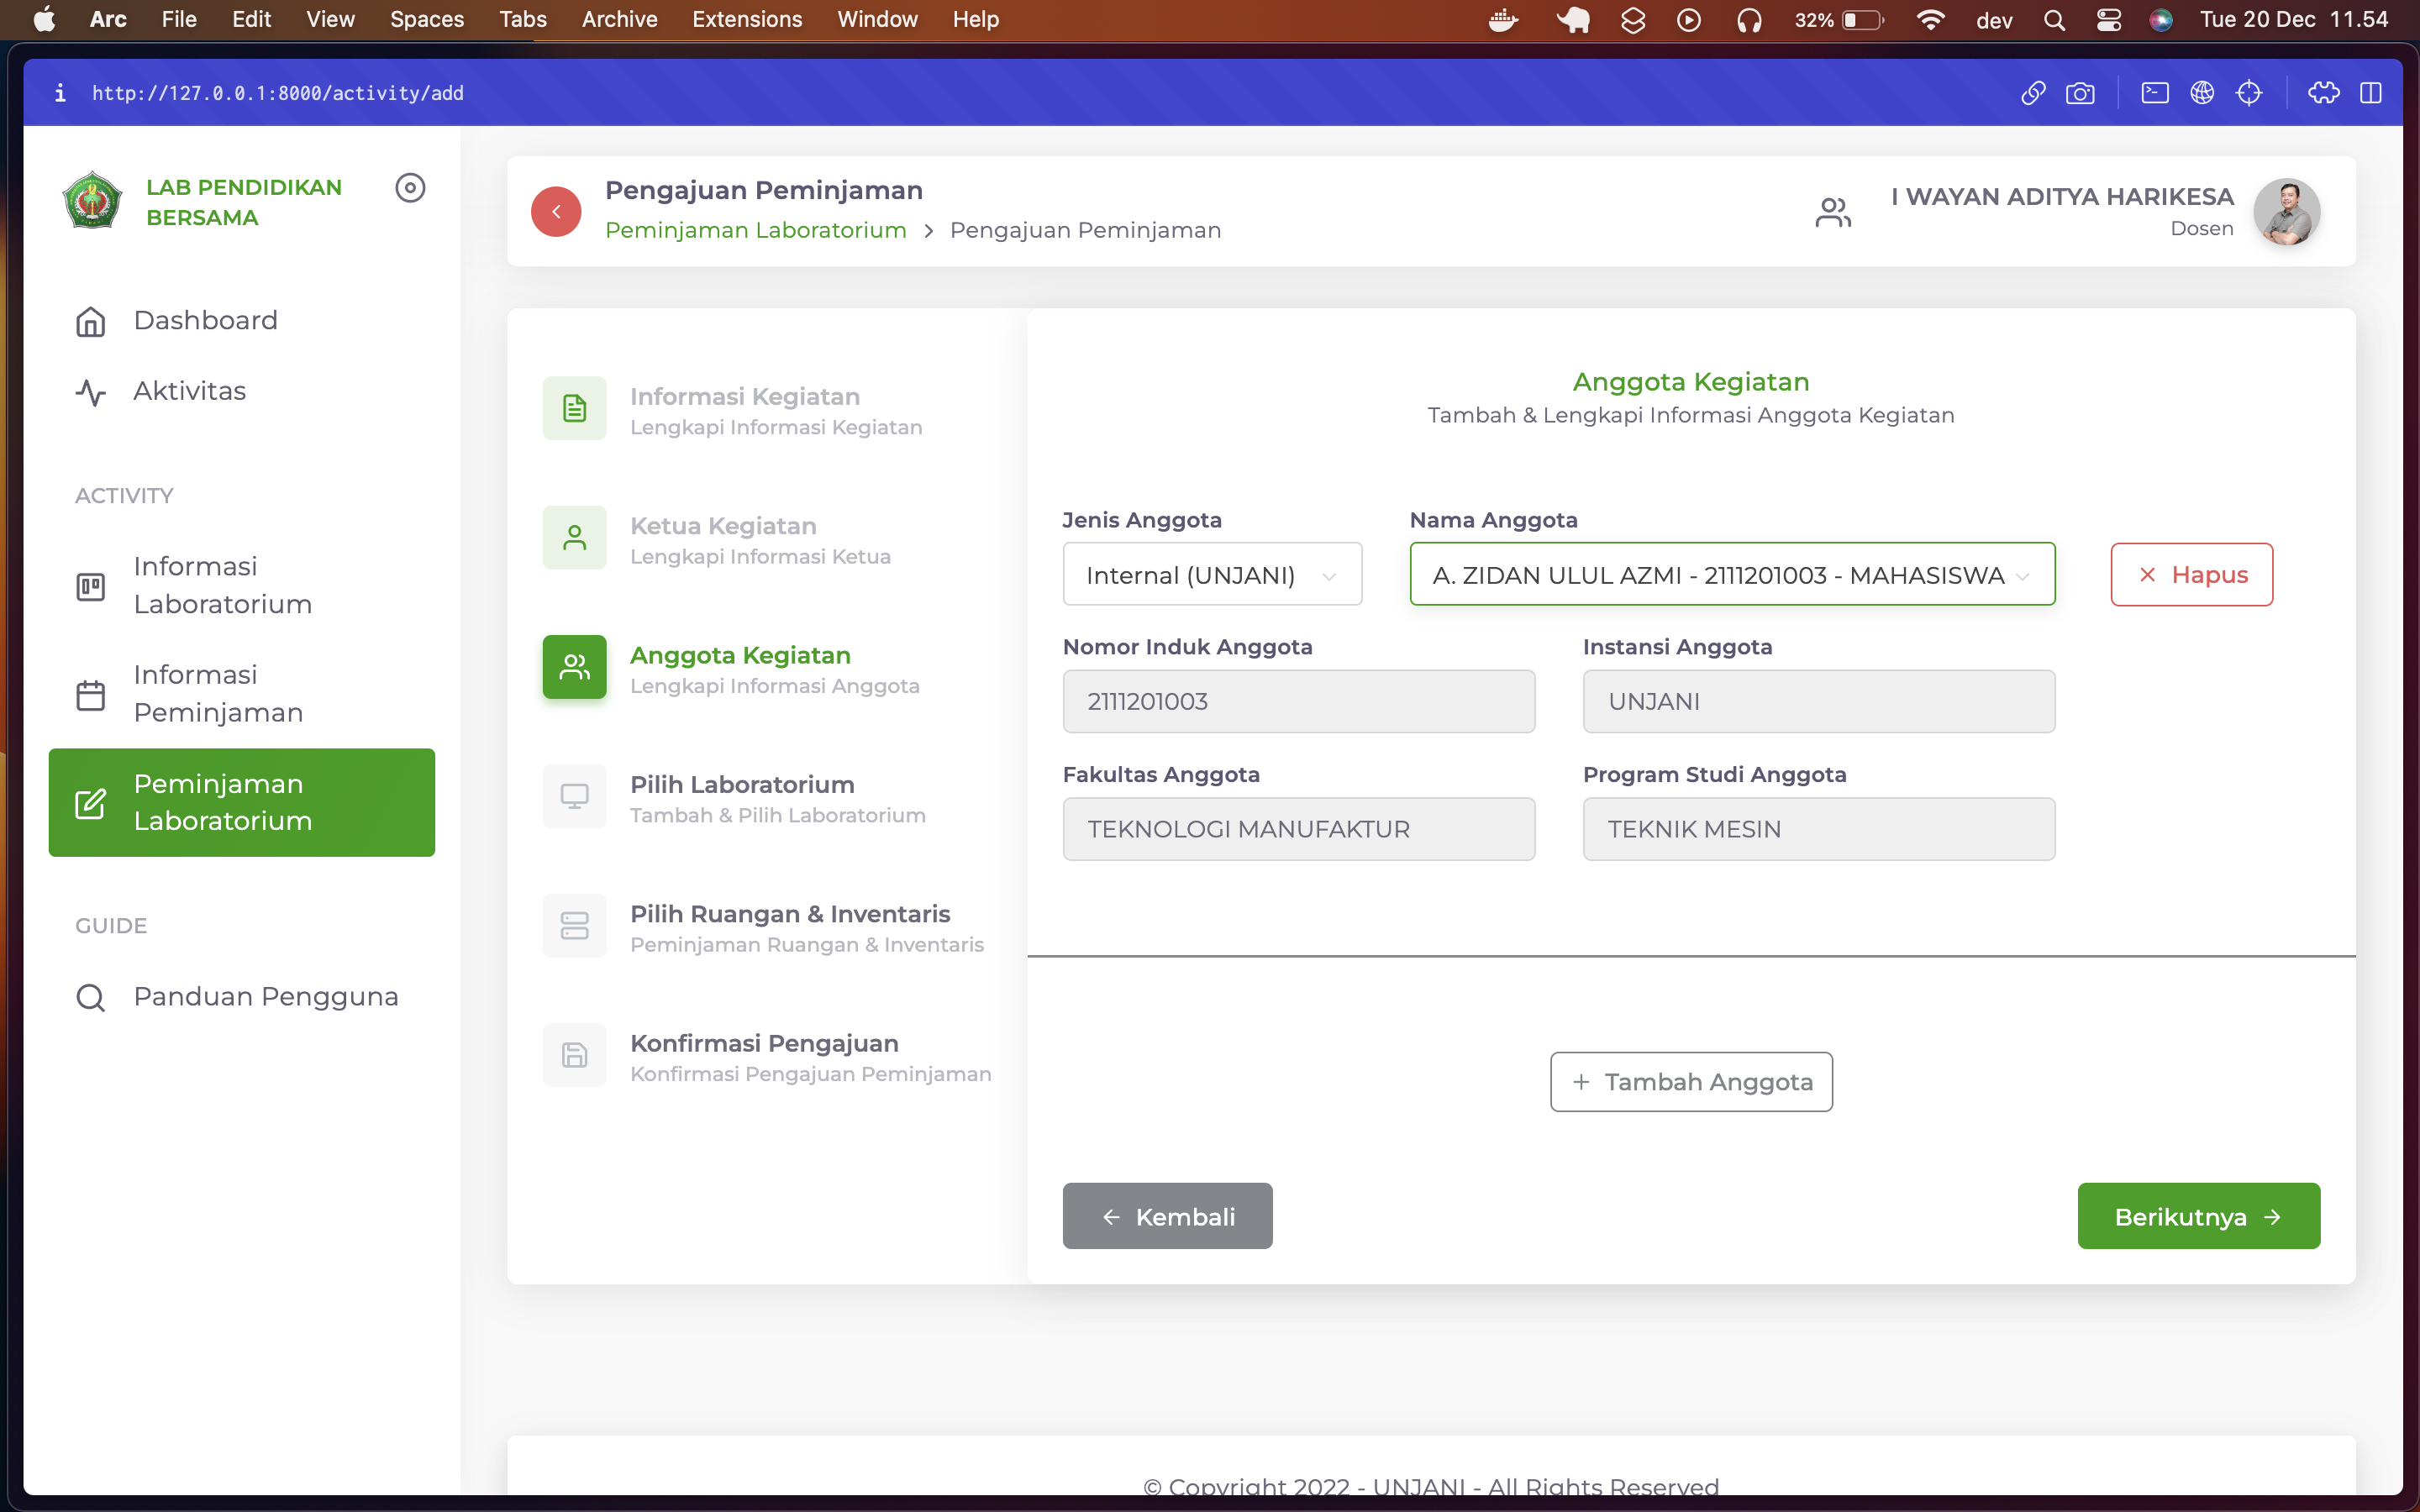 Arc File Edit View Spaces Tabs Archive Extensions Window Help 32% dev Tue 20 Dec 11.54
http://127.0.0.1:8000/activity/add
LAB PENDIDIKAN
BERSAMA
Dashboard
Aktivitas
ACTIVITY
Informasi
Laboratorium
Informasi
Peminjaman
Peminjaman
Laboratorium
GUIDE
Panduan Pengguna
Pengajuan Peminjaman
Peminjaman Laboratorium > Pengajuan Peminjaman
I WAYAN ADITYA HARIKESA
Dosen
Informasi Kegiatan
Lengkapi Informasi Kegiatan
Ketua Kegiatan
Lengkapi Informasi Ketua
Anggota Kegiatan
Lengkapi Informasi Anggota
Pilih Laboratorium
Tambah & Pilih Laboratorium
Pilih Ruangan & Inventaris
Peminjaman Ruangan & Inventaris
Konfirmasi Pengajuan
Konfirmasi Pengajuan Peminjaman
Anggota Kegiatan
Tambah & Lengkapi Informasi Anggota Kegiatan
Jenis Anggota Nama Anggota
Internal (UNJANI) A. ZIDAN ULUL AZMI - 2111201003 - MAHASISWA Hapus
Nomor Induk Anggota Instansi Anggota
2111201003 UNJANI
Fakultas Anggota Program Studi Anggota
TEKNOLOGI MANUFAKTUR TEKNIK MESIN
+ Tambah Anggota
← Kembali Berikutnya →
© Copyright 2022 - UNJANI - All Rights Reserved